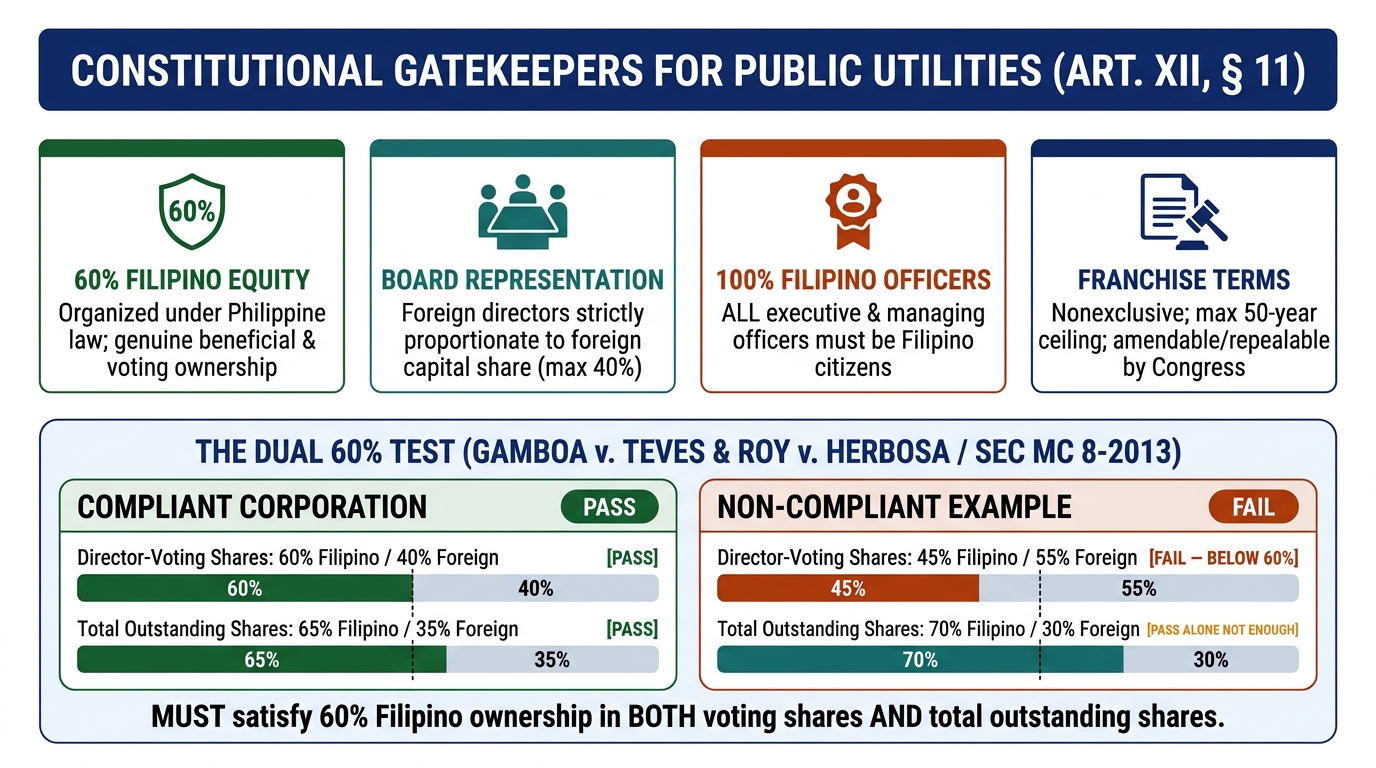 CONSTITUTIONAL GATEKEEPERS FOR PUBLIC UTILITIES (ART. XII, § 11)
60%
60% FILIPINO EQUITY
Organized under Philippine
law; genuine beneficial &
voting ownership
BOARD REPRESENTATION
Foreign directors strictly
proportionate to foreign
capital share (max 40%)
100% FILIPINO OFFICERS
ALL executive & managing
officers must be Filipino
citizens
FRANCHISE TERMS
Nonexclusive; max 50-year
ceiling; amendable/repealable
by Congress
THE DUAL 60% TEST (GAMBOA v. TEVES & ROY v. HERBOSA / SEC MC 8-2013)
COMPLIANT CORPORATION PASS
Director-Voting Shares: 60% Filipino / 40% Foreign [PASS]
60% 40%
Total Outstanding Shares: 65% Filipino / 35% Foreign [PASS]
65% 35%
NON-COMPLIANT EXAMPLE FAIL
Director-Voting Shares: 45% Filipino / 55% Foreign [FAIL — BELOW 60%]
45% 55%
Total Outstanding Shares: 70% Filipino / 30% Foreign [PASS ALONE NOT ENOUGH]
70% 30%
MUST satisfy 60% Filipino ownership in BOTH voting shares AND total outstanding shares.